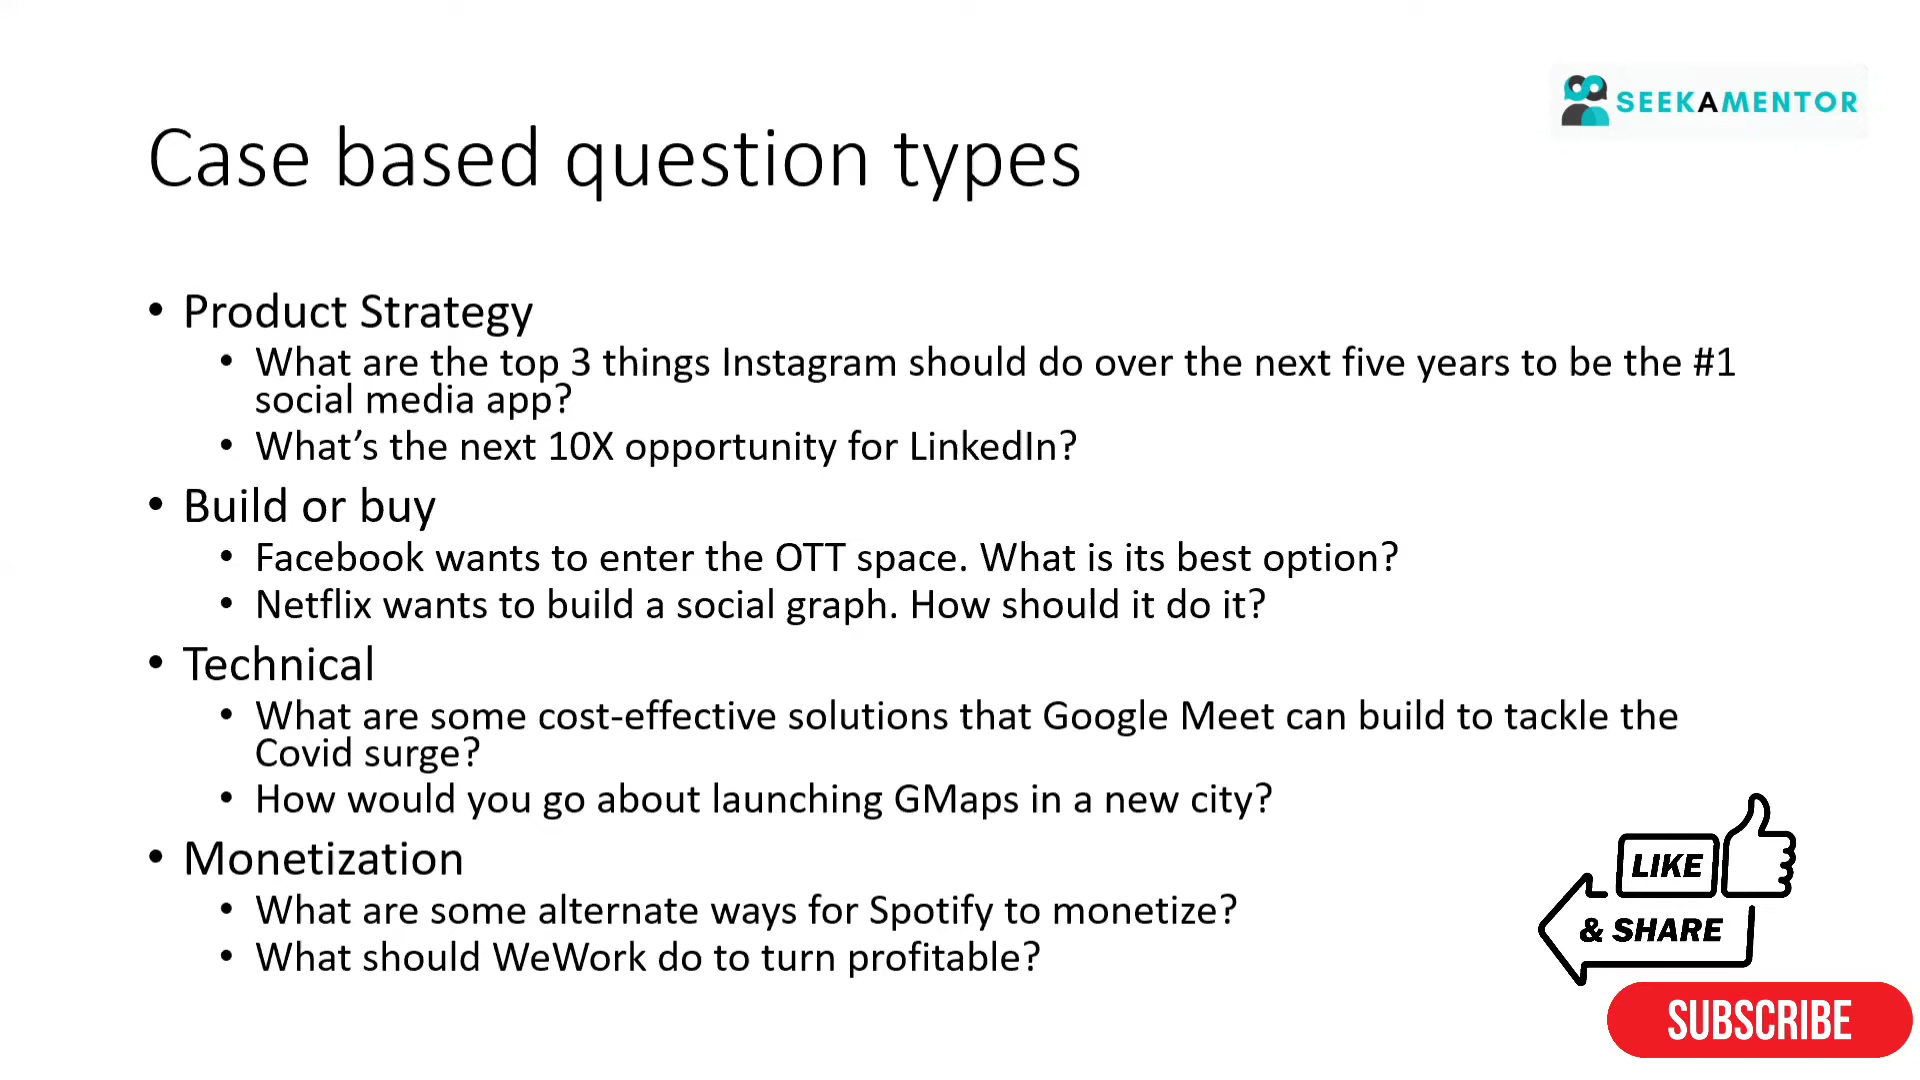 SEEKAMENTOR
Case based question types
• Product Strategy
• What are the top 3 things Instagram should do over the next five years to be the #1
social media app?
• What’s the next 10X opportunity for LinkedIn?
• Build or buy
• Facebook wants to enter the OTT space. What is its best option?
• Netflix wants to build a social graph. How should it do it?
• Technical
• What are some cost-effective solutions that Google Meet can build to tackle the
Covid surge?
• How would you go about launching GMaps in a new city?
• Monetization
• What are some alternate ways for Spotify to monetize?
• What should WeWork do to turn profitable?
LIKE
& SHARE
SUBSCRIBE